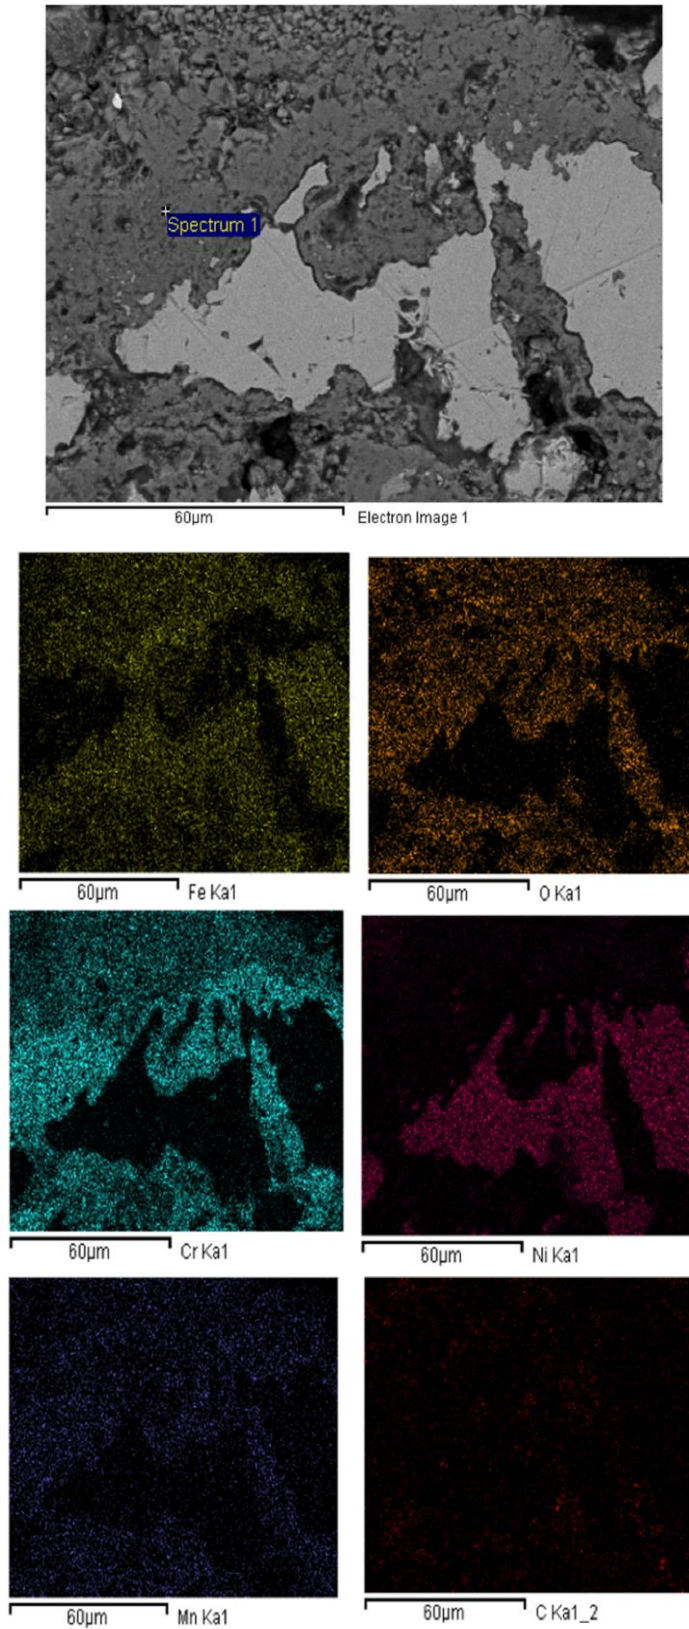 Spectrum 1
60μm
Electron Image 1
60μm
Fe Ka1
60μm
O Ka1
60μm
Cr Ka1
60μm
Ni Ka1
60μm
Mn Ka1
60μm
C Ka1_2